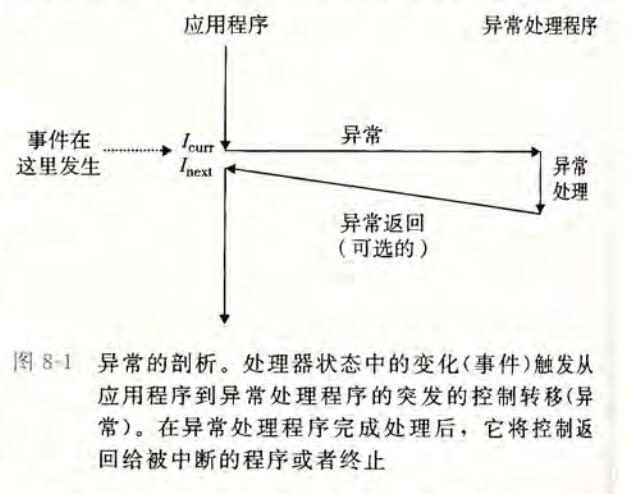 应用程序 异常处理程序
事件在
这里发生
Icurr
Inext
异常
异常
处理
异常返回
(可选的)
图 8-1 异常的剖析。处理器状态中的变化(事件)触发从
应用程序到异常处理程序的突发的控制转移(异
常)。在异常处理程序完成处理后，它将控制返
回给被中断的程序或者终止